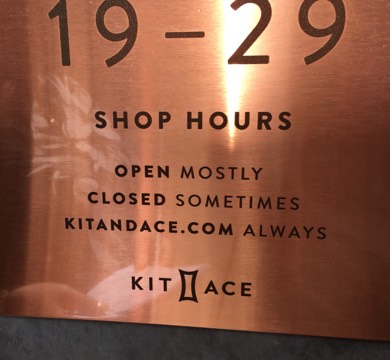 19–29
SHOP HOURS
OPEN MOSTLY
CLOSED SOMETIMES
KITANDACE.COM ALWAYS
KIT ACE